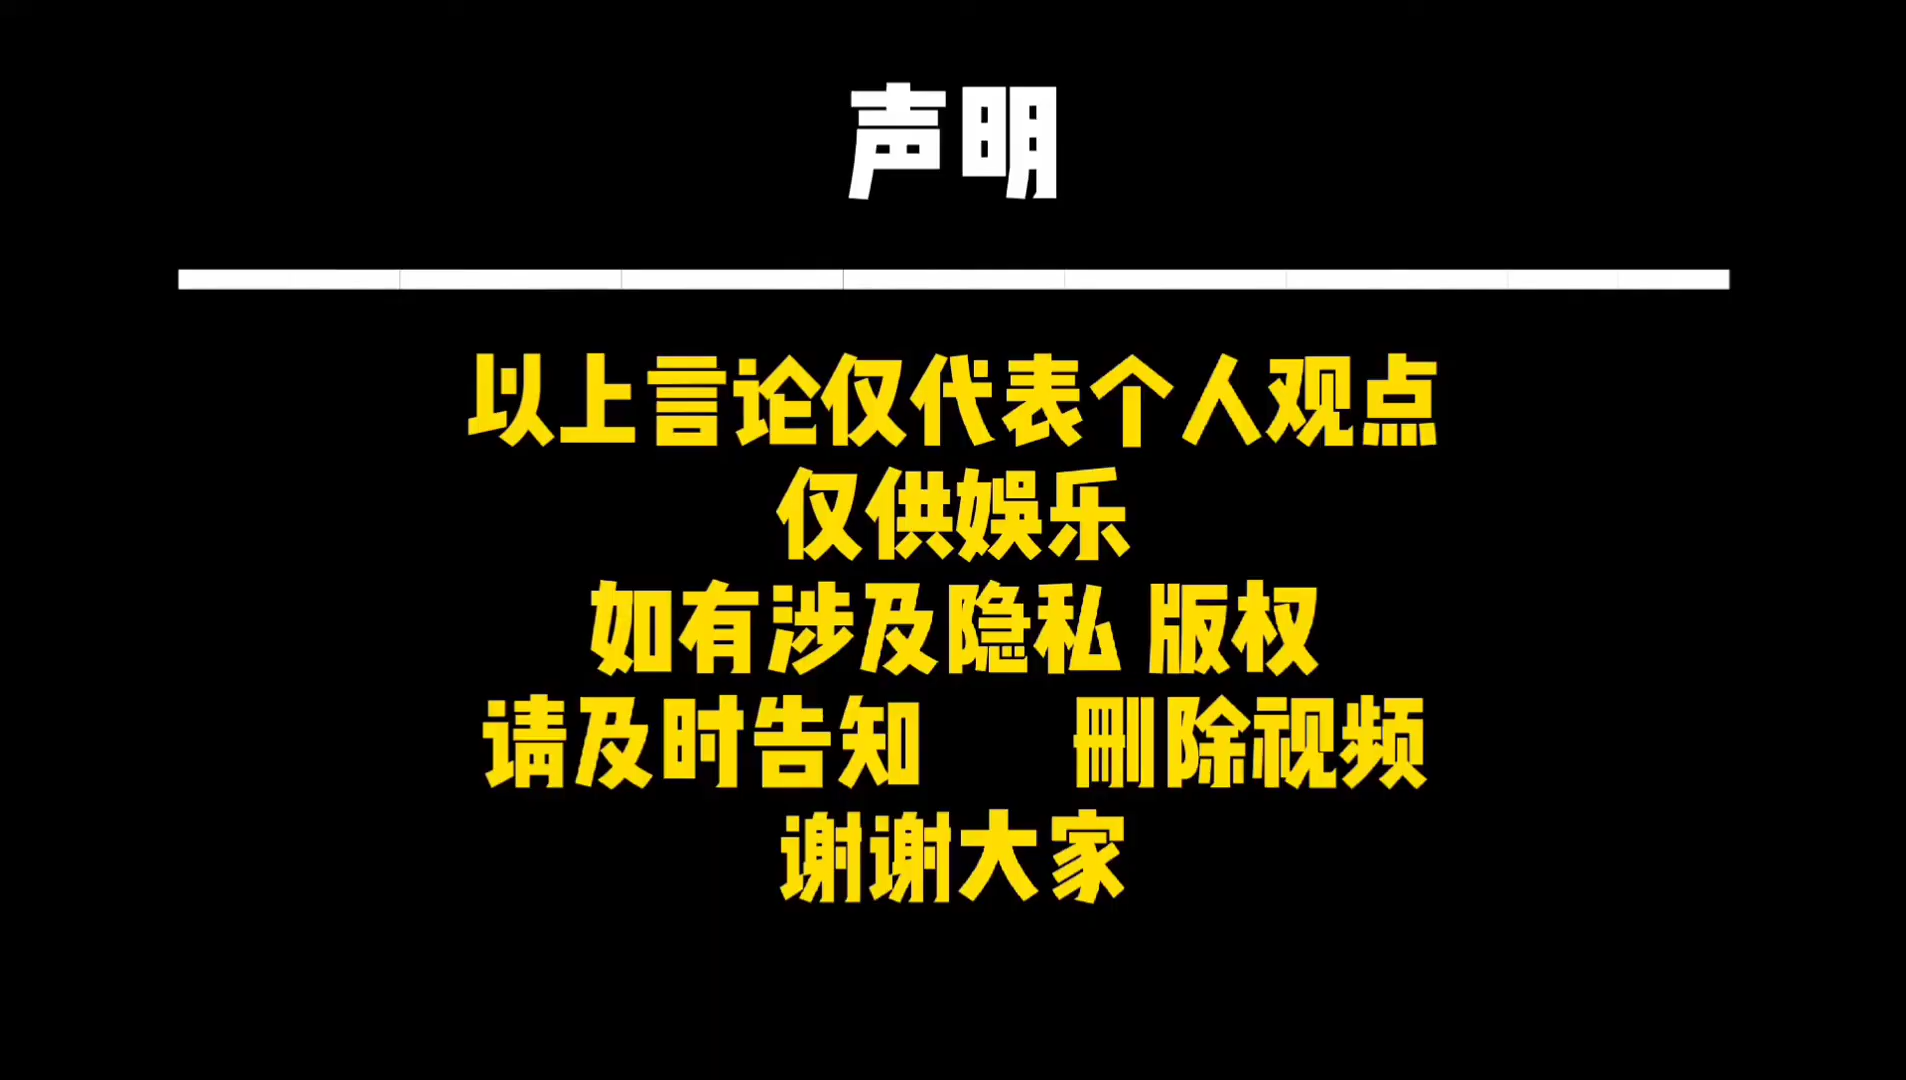 声明
以上言论仅代表个人观点
仅供娱乐
如有涉及隐私 版权
请及时告知 删除视频
谢谢大家